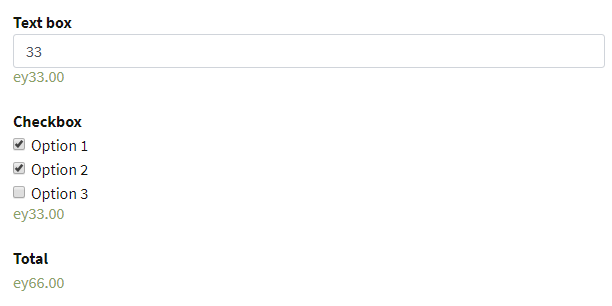 Text box
33
ey33.00
Checkbox
Option 1
Option 2
Option 3
ey33.00
Total
ey66.00